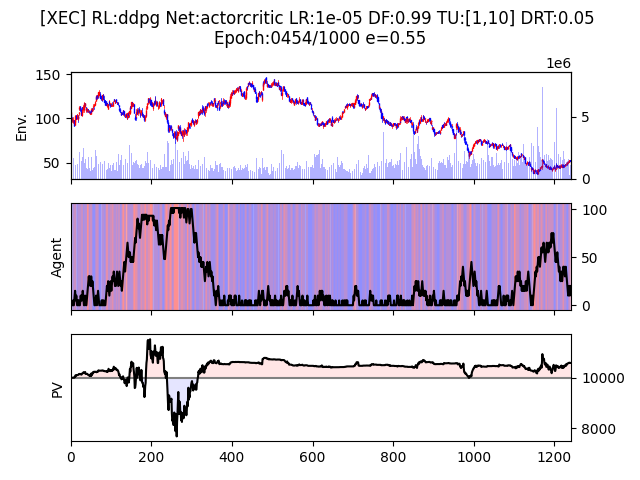 [XEC] RL:ddpg Net:actorcritic LR:1e-05 DF:0.99 TU:[1,10] DRT:0.05
Epoch:0454/1000 e=0.55
1e6
150
100
50
Env.
5
0
Agent
100
50
0
PV
10000
8000
0 200 400 600 800 1000 1200